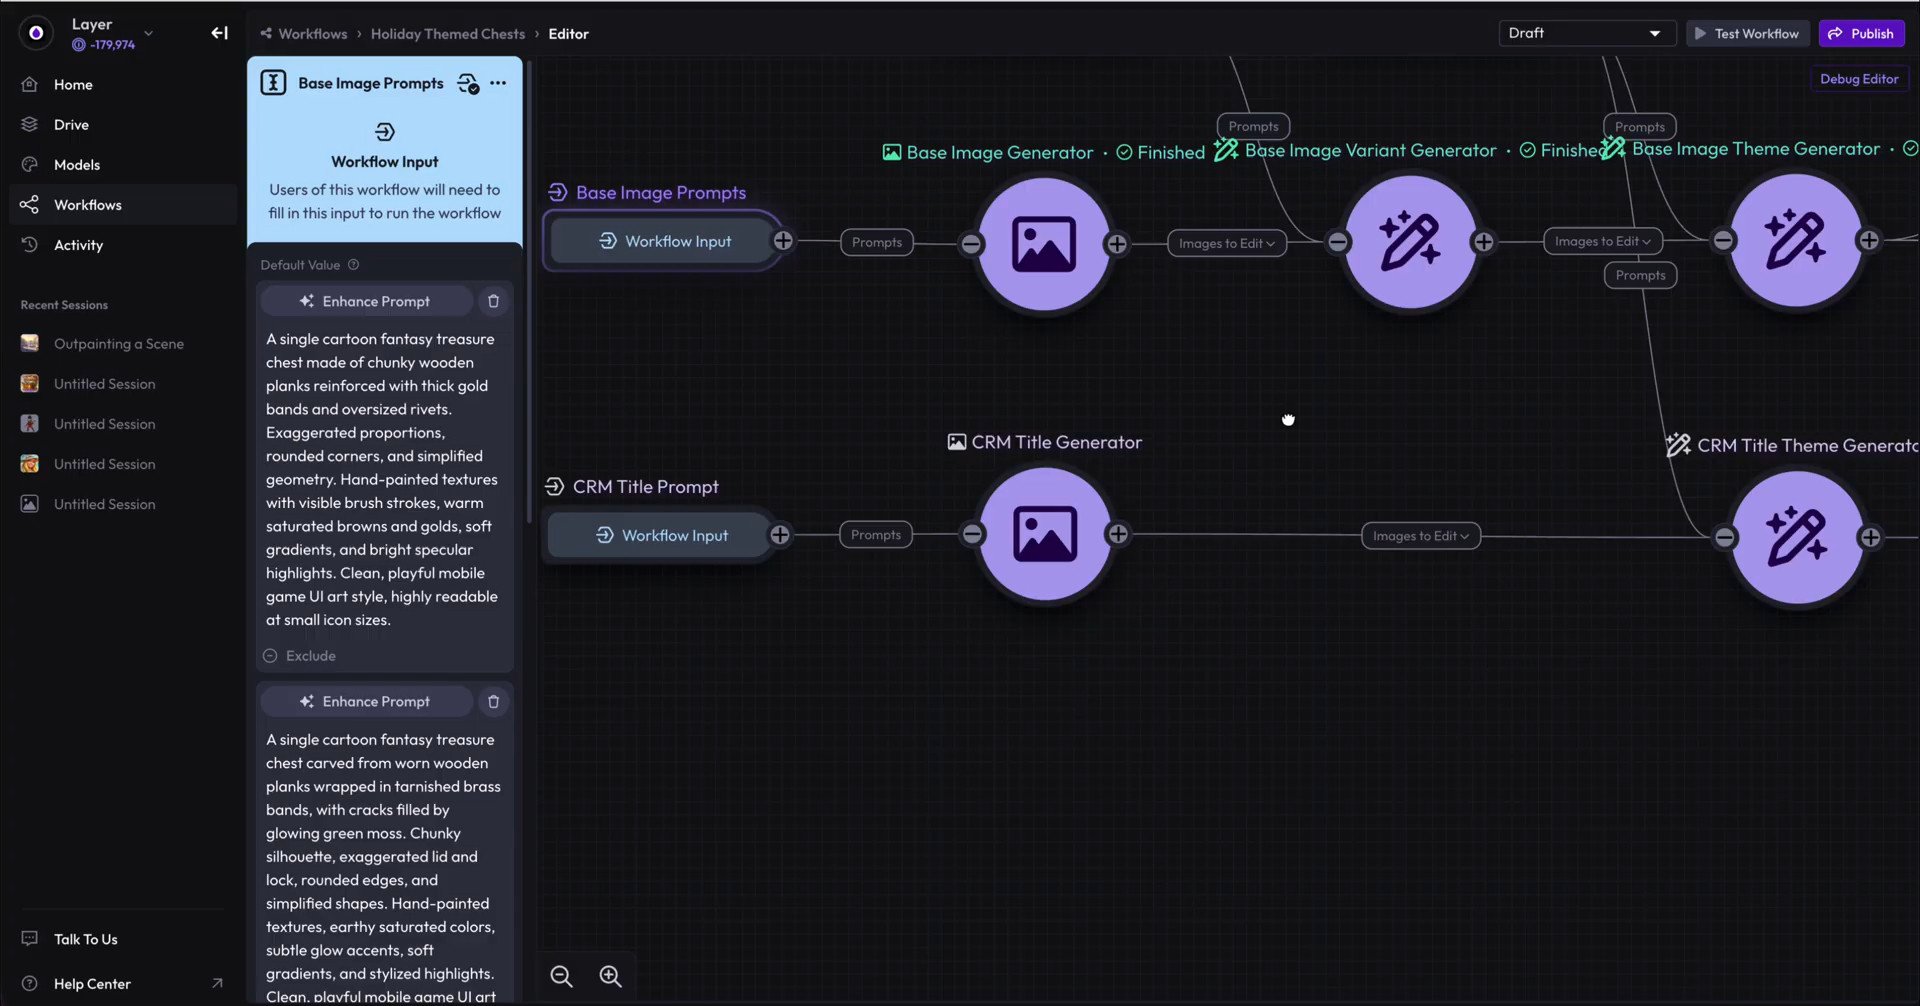 Layer
-179,974
Home
Drive
Models
Workflows
Activity
Recent Sessions
Outpainting a Scene
Untitled Session
Untitled Session
Untitled Session
Untitled Session
Talk To Us
Help Center
Workflows › Holiday Themed Chests › Editor
Draft
Test Workflow
Publish
Debug Editor
Base Image Prompts
Workflow Input
Users of this workflow will need to
fill in this input to run the workflow
Default Value
Enhance Prompt
A single cartoon fantasy treasure
chest made of chunky wooden
planks reinforced with thick gold
bands and oversized rivets.
Exaggerated proportions,
rounded corners, and simplified
geometry. Hand-painted textures
with visible brush strokes, warm
saturated browns and golds, soft
gradients, and bright specular
highlights. Clean, playful mobile
game UI art style, highly readable
at small icon sizes.
Exclude
Enhance Prompt
A single cartoon fantasy treasure
chest carved from worn wooden
planks wrapped in tarnished brass
bands, with cracks filled by
glowing green moss. Chunky
silhouette, exaggerated lid and
lock, rounded edges, and
simplified shapes. Hand-painted
textures, earthy saturated colors,
subtle glow accents, soft
gradients, and stylized highlights.
Clean, playful mobile game UI art
Prompts
Prompts
Base Image Generator · Finished
Base Image Variant Generator · Finished
Base Image Theme Generator ·
Base Image Prompts
Workflow Input
Prompts
Images to Edit
Images to Edit
Prompts
CRM Title Generator
CRM Title Theme Generato
CRM Title Prompt
Workflow Input
Prompts
Images to Edit